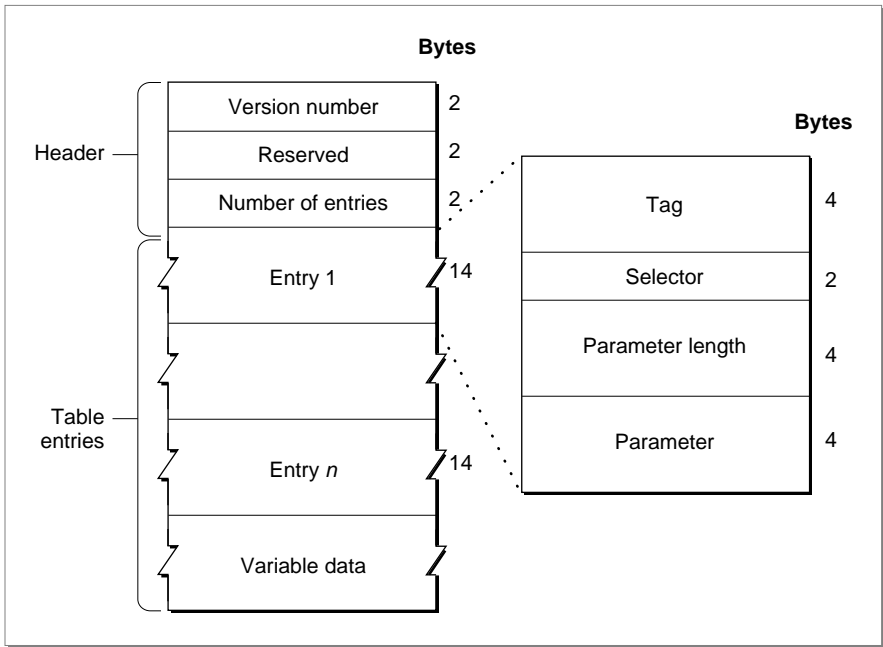 Bytes
Version number 2
Header Reserved 2
Number of entries 2
Entry 1 14
Table
entries
Entry n 14
Variable data
Bytes
Tag 4
Selector 2
Parameter length 4
Parameter 4